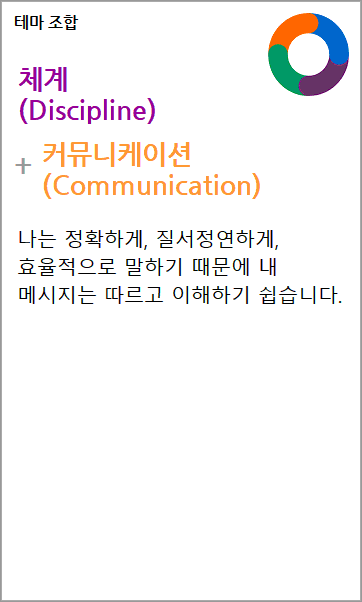 테마 조합
체계
(Discipline)
+ 커뮤니케이션
(Communication)
나는 정확하게, 질서정연하게,
효율적으로 말하기 때문에 내
메시지는 따르고 이해하기 쉽습니다.